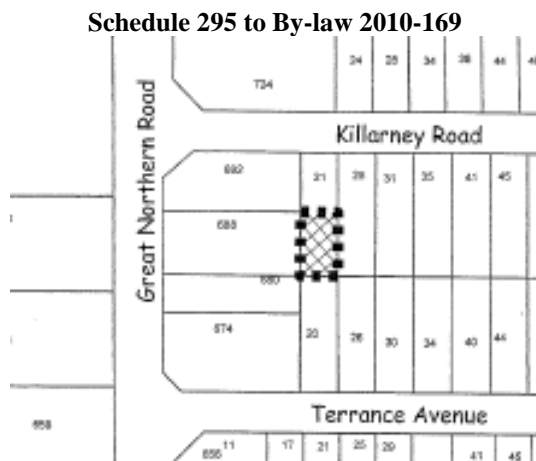 Schedule 295 to By-law 2010-169
24 28 34 38 44
734
Killarney Road
Great Northern Road
692 21 28 31 35 41 45
688
680
674 20 26 30 34 40 44
Terrance Avenue
658
656 11 17 21 25 29 41 45